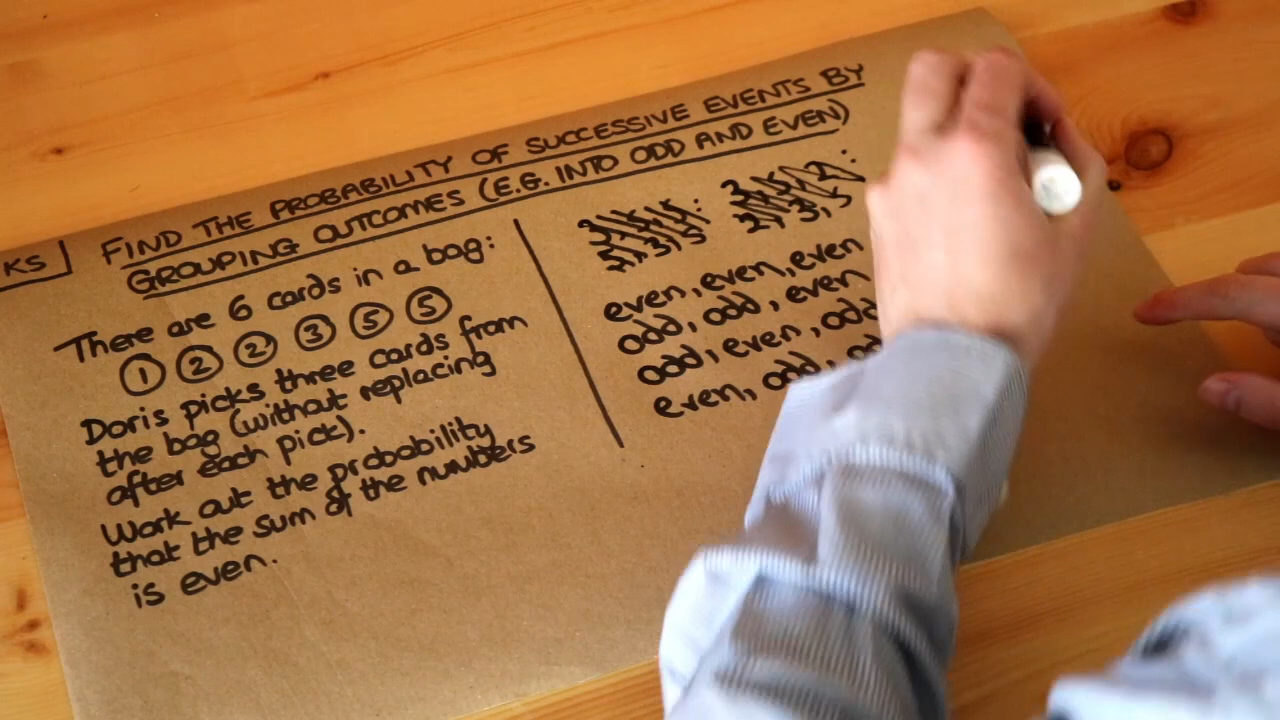 KS
FIND THE PROBABILITY OF SUCCESSIVE EVENTS BY
GROUPING OUTCOMES (E.G. INTO ODD AND EVEN)
There are 6 cards in a bag:
1 2 2 3 5 5
Doris picks three cards from
the bag (without replacing
after each pick).
Work out the probability
that the sum of the numbers
is even.
even, even, even
odd, odd, even
odd, even, odd
even, odd,